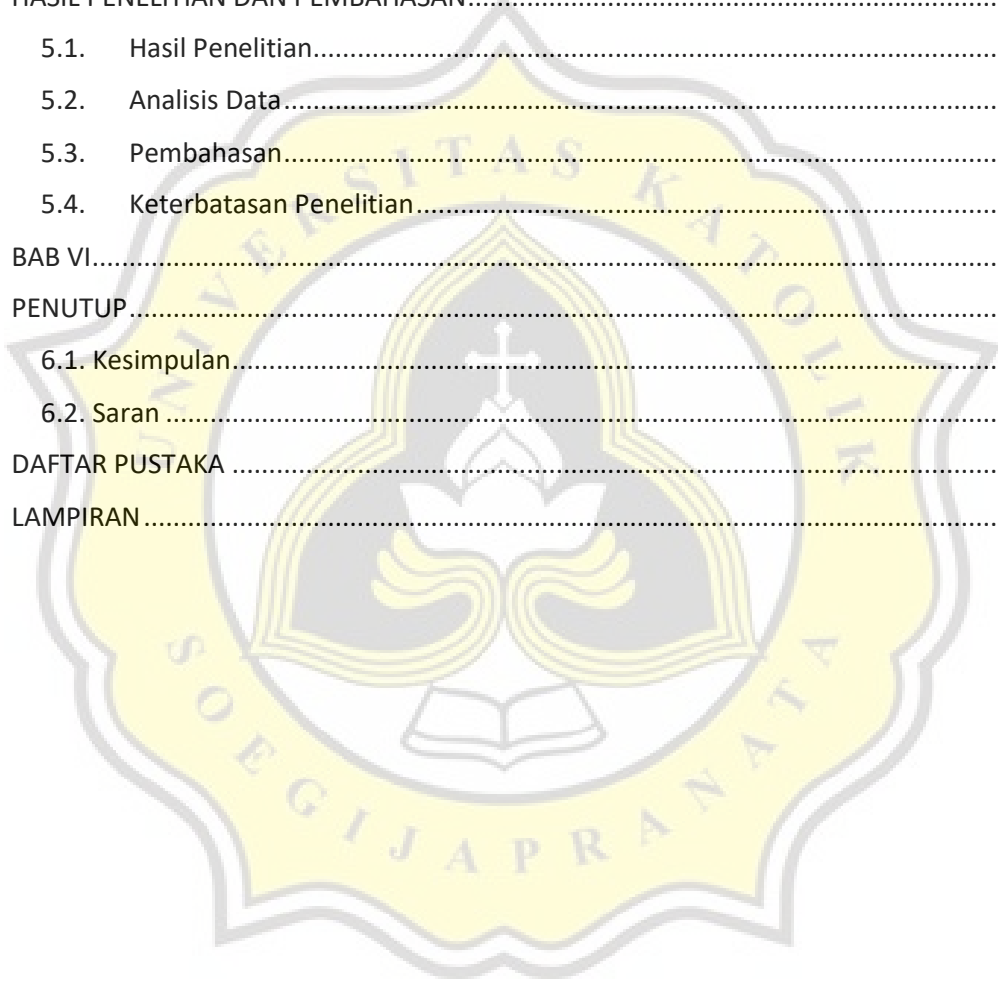 HASIL PENELITIAN DAN PEMBAHASAN..........
5.1. Hasil Penelitian..........
5.2. Analisis Data..........
5.3. Pembahasan..........
5.4. Keterbatasan Penelitian..........
BAB VI..........
PENUTUP..........
6.1. Kesimpulan..........
6.2. Saran ..........
DAFTAR PUSTAKA ..........
LAMPIRAN..........
UNIVERSITAS KATOLIK
SOEGIJAPRANATA